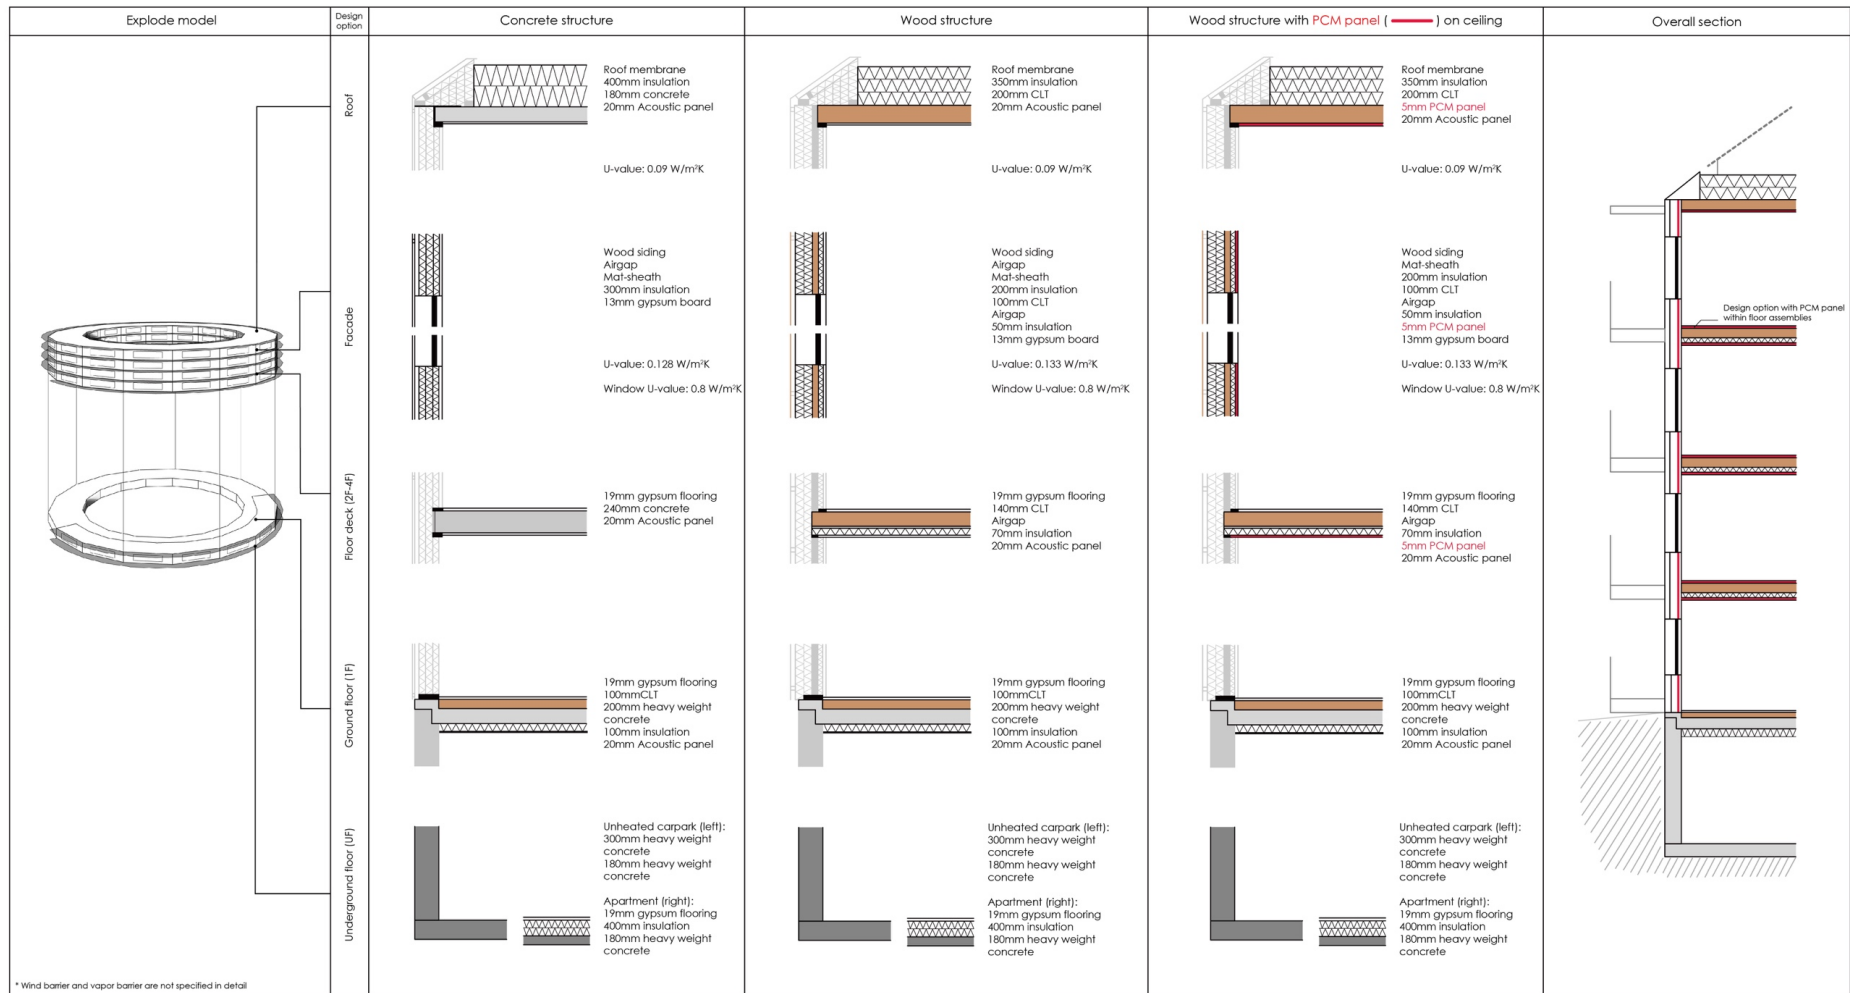 Explode model
Design
option
Concrete structure
Wood structure
Wood structure with PCM panel ( ) on ceiling
Overall section
Roof
Roof membrane
400mm insulation
180mm concrete
20mm Acoustic panel
U-value: 0.09 W/m²K
Roof membrane
350mm insulation
200mm CLT
20mm Acoustic panel
U-value: 0.09 W/m²K
Roof membrane
350mm insulation
200mm CLT
5mm PCM panel
20mm Acoustic panel
U-value: 0.09 W/m²K
Facade
Wood siding
Airgap
Mat-sheath
300mm insulation
13mm gypsum board
U-value: 0.128 W/m²K
Window U-value: 0.8 W/m²K
Wood siding
Airgap
Mat-sheath
200mm insulation
100mm CLT
Airgap
50mm insulation
13mm gypsum board
U-value: 0.133 W/m²K
Window U-value: 0.8 W/m²K
Wood siding
Mat-sheath
200mm insulation
100mm CLT
Airgap
50mm insulation
5mm PCM panel
13mm gypsum board
U-value: 0.133 W/m²K
Window U-value: 0.8 W/m²K
Design option with PCM panel
within floor assemblies
Floor deck (2F-4F)
19mm gypsum flooring
240mm concrete
20mm Acoustic panel
19mm gypsum flooring
140mm CLT
Airgap
70mm insulation
20mm Acoustic panel
19mm gypsum flooring
140mm CLT
Airgap
70mm insulation
5mm PCM panel
20mm Acoustic panel
Ground floor (1F)
19mm gypsum flooring
100mmCLT
200mm heavy weight
concrete
100mm insulation
20mm Acoustic panel
19mm gypsum flooring
100mmCLT
200mm heavy weight
concrete
100mm insulation
20mm Acoustic panel
19mm gypsum flooring
100mmCLT
200mm heavy weight
concrete
100mm insulation
20mm Acoustic panel
Underground floor (UF)
Unheated carpark (left):
300mm heavy weight
concrete
180mm heavy weight
concrete
Apartment (right):
19mm gypsum flooring
400mm insulation
180mm heavy weight
concrete
Unheated carpark (left):
300mm heavy weight
concrete
180mm heavy weight
concrete
Apartment (right):
19mm gypsum flooring
400mm insulation
180mm heavy weight
concrete
Unheated carpark (left):
300mm heavy weight
concrete
180mm heavy weight
concrete
Apartment (right):
19mm gypsum flooring
400mm insulation
180mm heavy weight
concrete
* Wind barrier and vapor barrier are not specified in detail